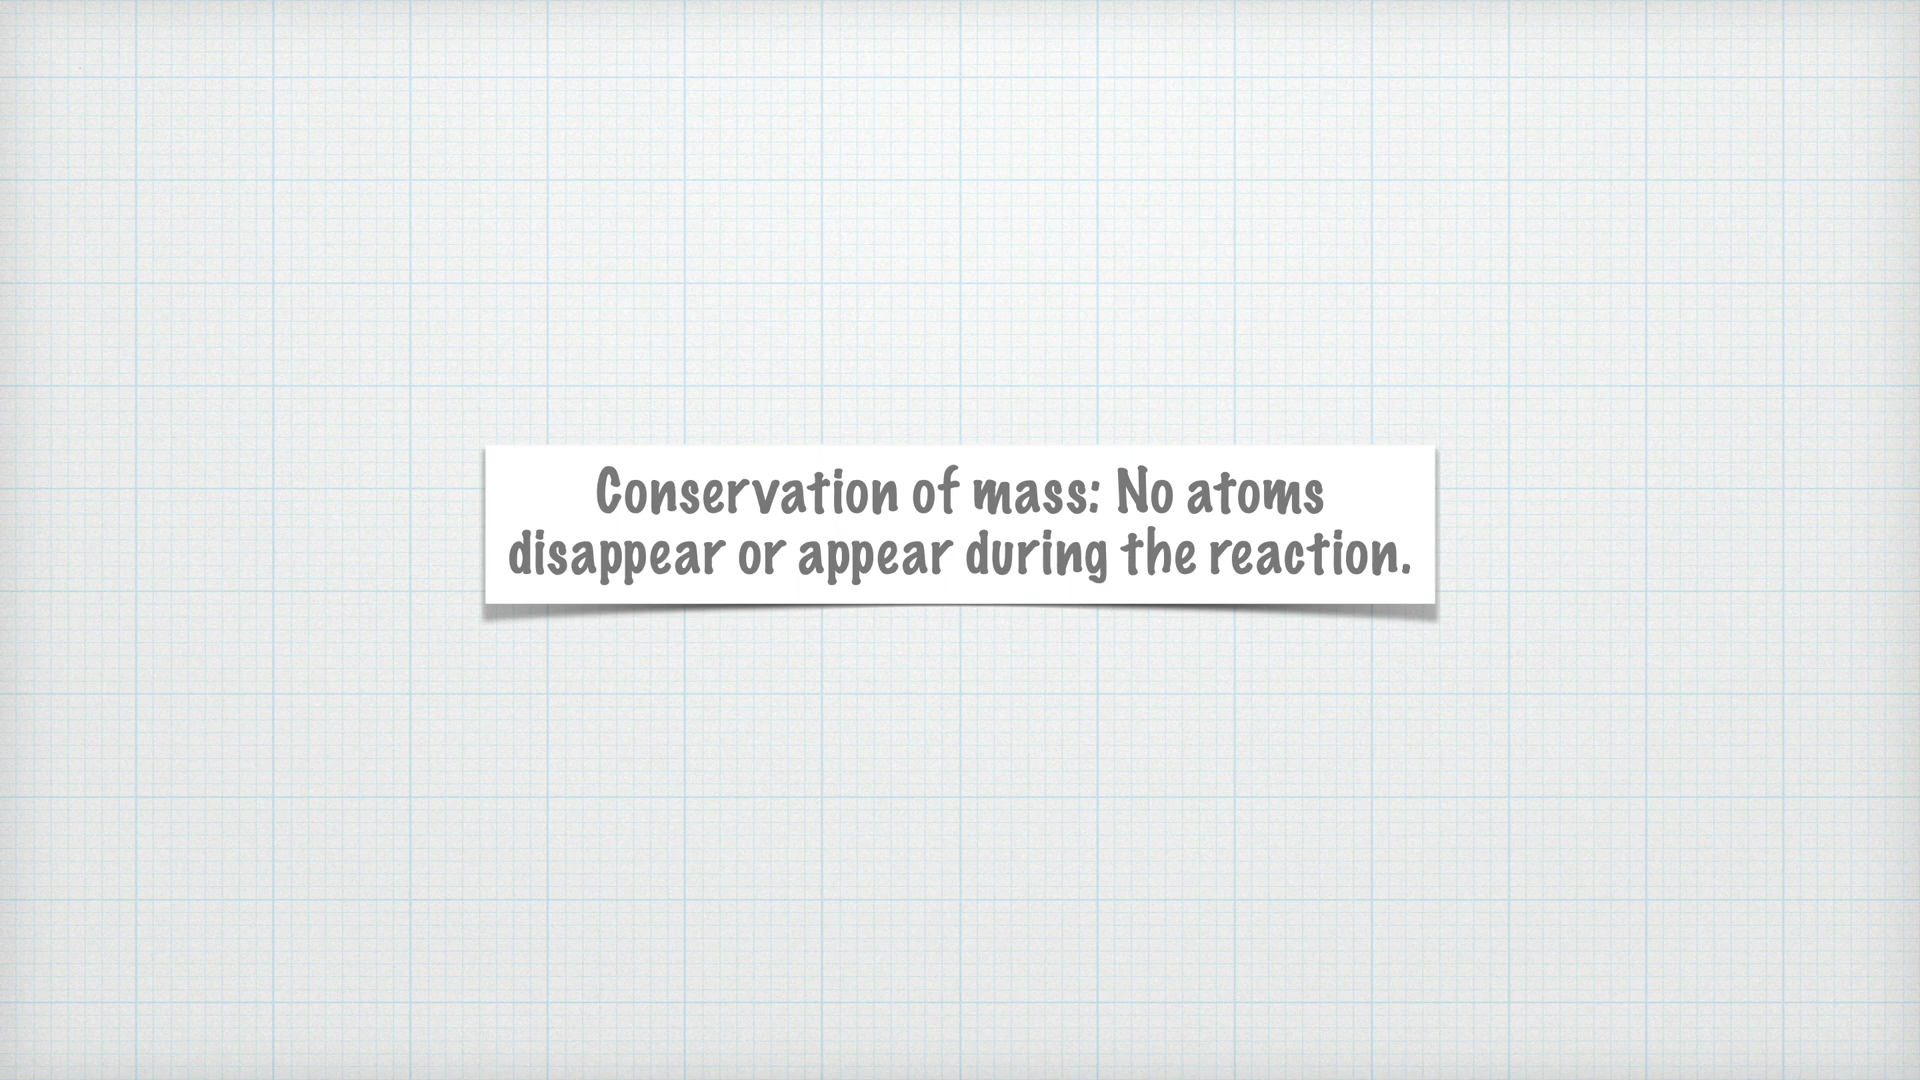 Conservation of mass: No atoms
disappear or appear during the reaction.